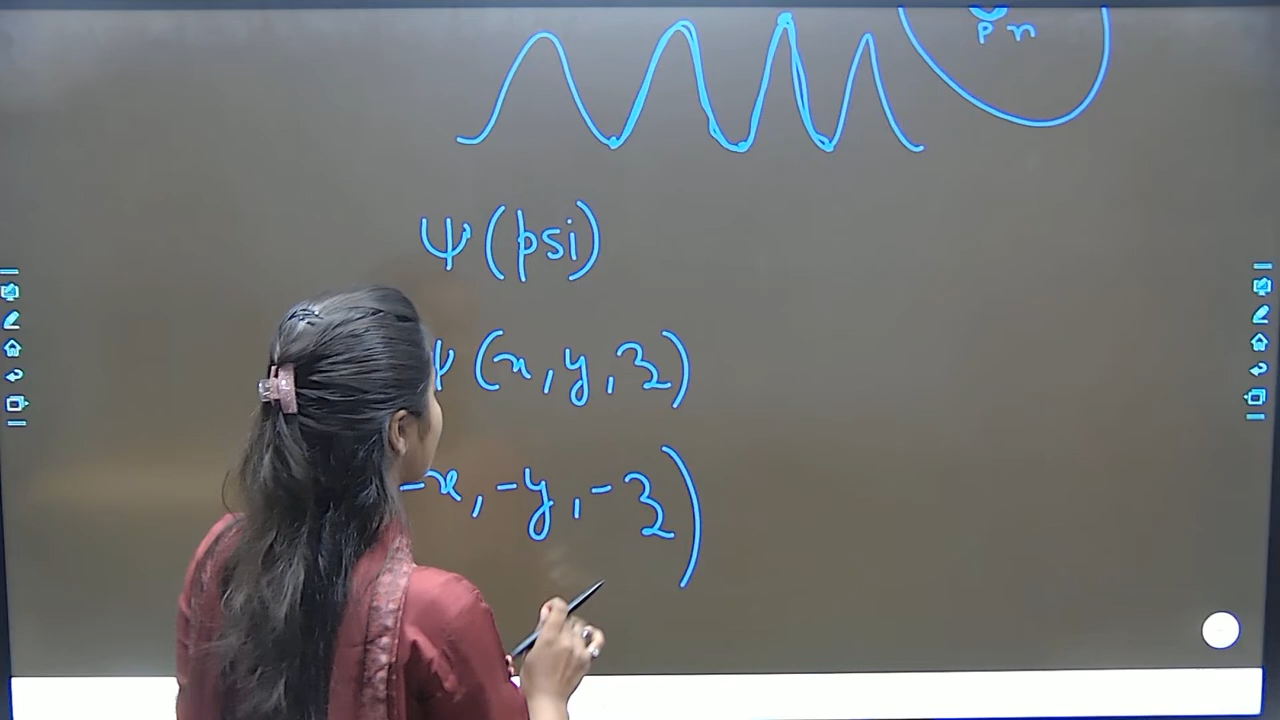 p n
ψ (psi)
ψ (x, y, z)
-x, -y, -z)